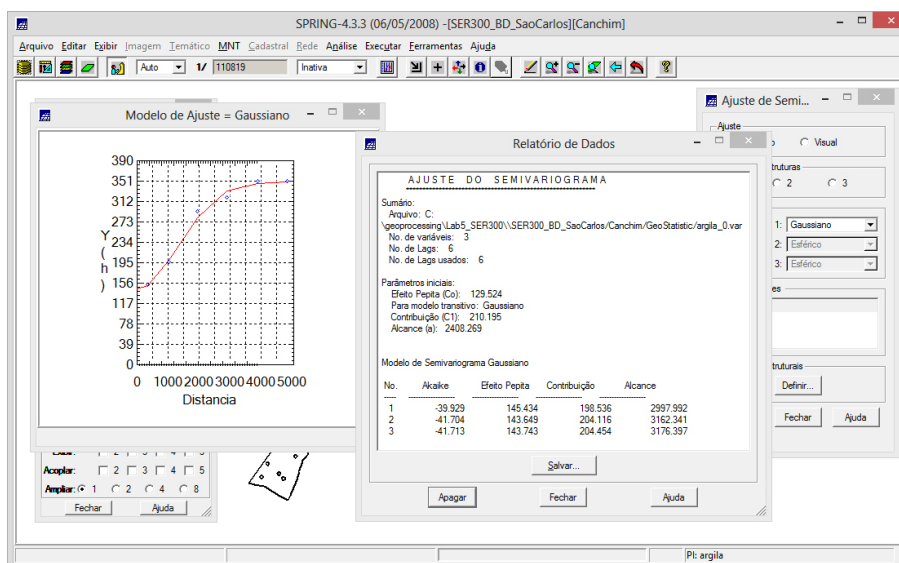 SPRING-4.3.3 (06/05/2008) -[SER300_BD_SaoCarlos][Canchim]
Arquivo Editar Exibir Imagem Temático MNT Cadastral Rede Análise Executar Ferramentas Ajuda
Auto 1/ 110819 Inativa
Modelo de Ajuste = Gaussiano
390
351
312
273
234
195
156
117
78
39
0
Y(h)
0 1000 2000 3000 4000 5000
Distancia
Acoplar: 2 3 4 5
Ampliar: 1 2 4 8
Fechar Ajuda
Relatório de Dados
AJUSTE DO SEMIVARIOGRAMA
Sumário:
Arquivo: C:
\geoprocessing\Lab5_SER300\\SER300_BD_SaoCarlos/Canchim/GeoStatistic/argila_0.var
No. de variáveis: 3
No. de Lags: 6
No. de Lags usados: 6
Parâmetros iniciais:
Efeito Pepita (Co): 129.524
Para modelo transitivo: Gaussiano
Contribuição (C1): 210.195
Alcance (a): 2408.269
Modelo de Semivariograma Gaussiano
No. Akaike Efeito Pepita Contribuição Alcance
1 -39.929 145.434 198.536 2997.992
2 -41.704 143.649 204.116 3162.341
3 -41.713 143.743 204.454 3176.397
Salvar...
Apagar Fechar Ajuda
Ajuste de Semi...
Ajuste
Visual
2 3
1: Gaussiano
2: Esférico
3: Esférico
Definir...
Fechar Ajuda
PI: argila